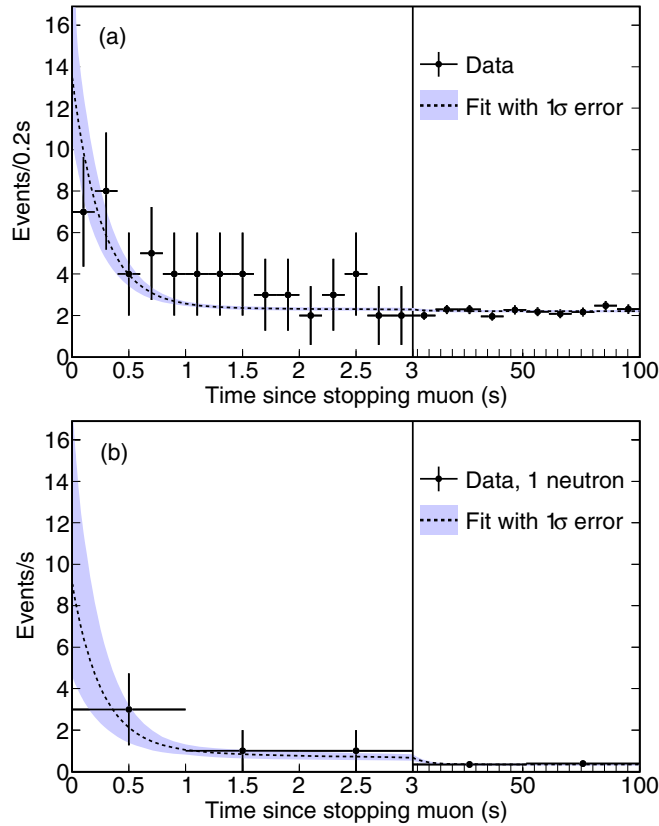 (a)
Data
Fit with 1σ error
Events/0.2s
16
14
12
10
8
6
4
2
0
0 0.5 1 1.5 2 2.5 3 50 100
Time since stopping muon (s)
(b)
Data, 1 neutron
Fit with 1σ error
Events/s
16
14
12
10
8
6
4
2
0
0 0.5 1 1.5 2 2.5 3 50 100
Time since stopping muon (s)